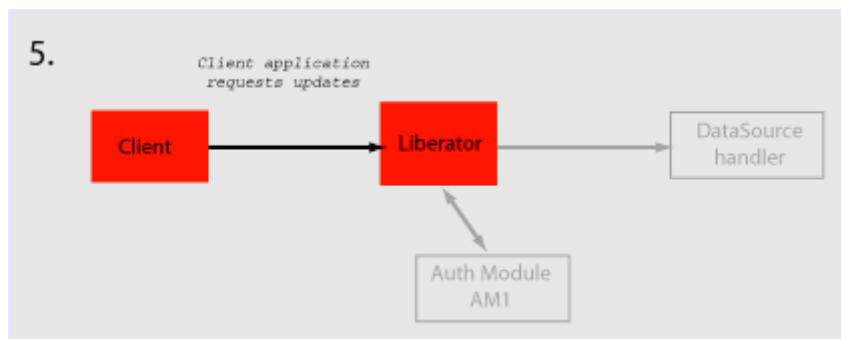 5.
Client application
requests updates
Client
Liberator
DataSource
handler
Auth Module
AM1